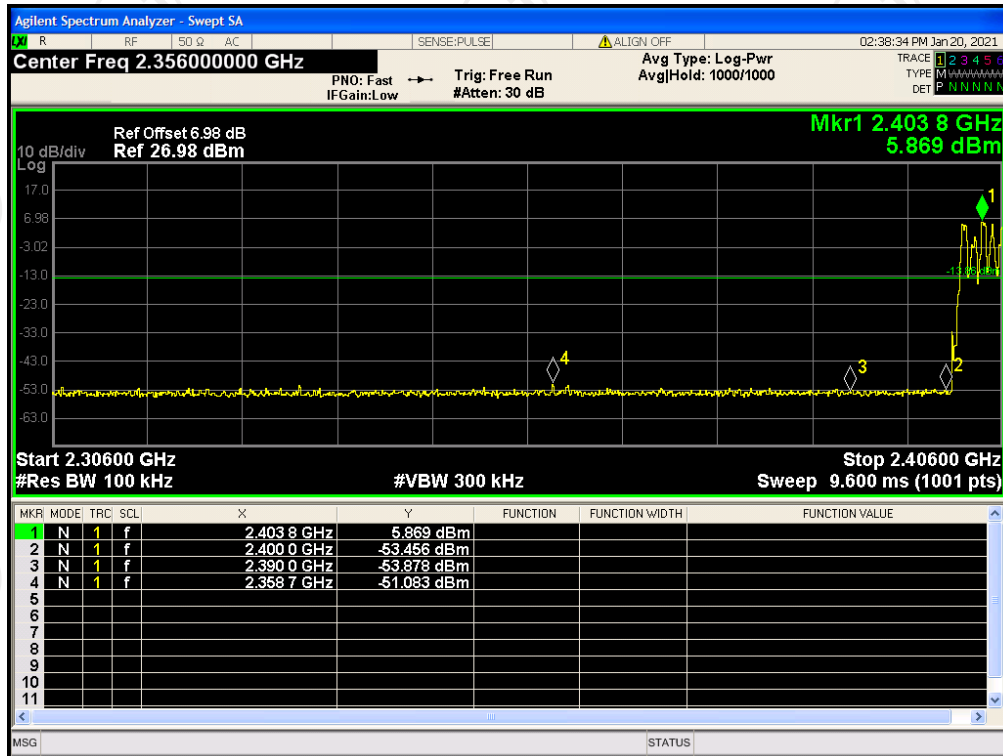 Agilent Spectrum Analyzer - Swept SA
LXI R RF 50 Ω AC SENSE:PULSE ALIGN OFF 02:38:34 PM Jan 20, 2021
Center Freq 2.356000000 GHz
PNO: Fast
IFGain:Low
Trig: Free Run
#Atten: 30 dB
Avg Type: Log-Pwr
Avg|Hold: 1000/1000
TRACE 1 2 3 4 5 6
TYPE M
DET P N N N N N
Mkr1 2.403 8 GHz
5.869 dBm
Ref Offset 6.98 dB
10 dB/div Ref 26.98 dBm
Log
17.0
6.98
-3.02
-13.0
-23.0
-33.0
-43.0
-53.0
-63.0
1
4
3
2
Start 2.30600 GHz Stop 2.40600 GHz
#Res BW 100 kHz #VBW 300 kHz Sweep 9.600 ms (1001 pts)
MKR MODE TRC SCL X Y FUNCTION FUNCTION WIDTH FUNCTION VALUE
1 N 1 f 2.403 8 GHz 5.869 dBm
2 N 1 f 2.400 0 GHz -53.456 dBm
3 N 1 f 2.390 0 GHz -53.878 dBm
4 N 1 f 2.358 7 GHz -51.083 dBm
5
6
7
8
9
10
11
MSG STATUS